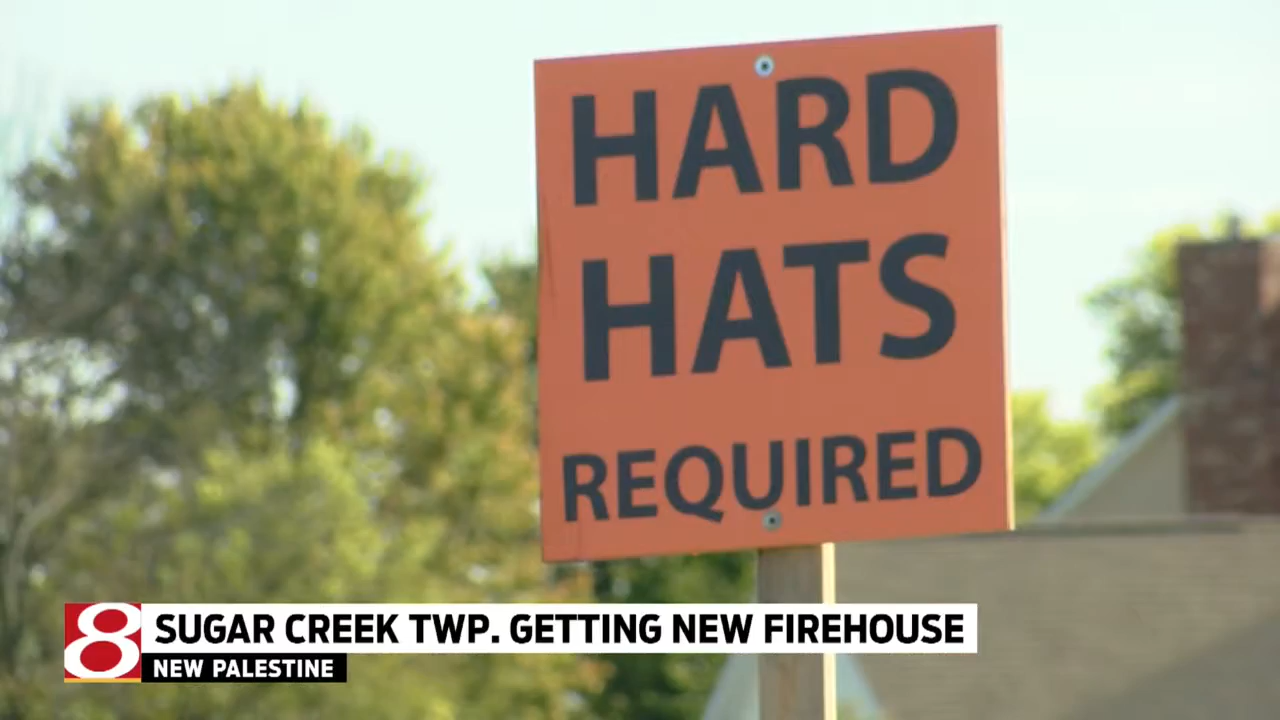 HARD
HATS
REQUIRED
8 SUGAR CREEK TWP. GETTING NEW FIREHOUSE
NEW PALESTINE